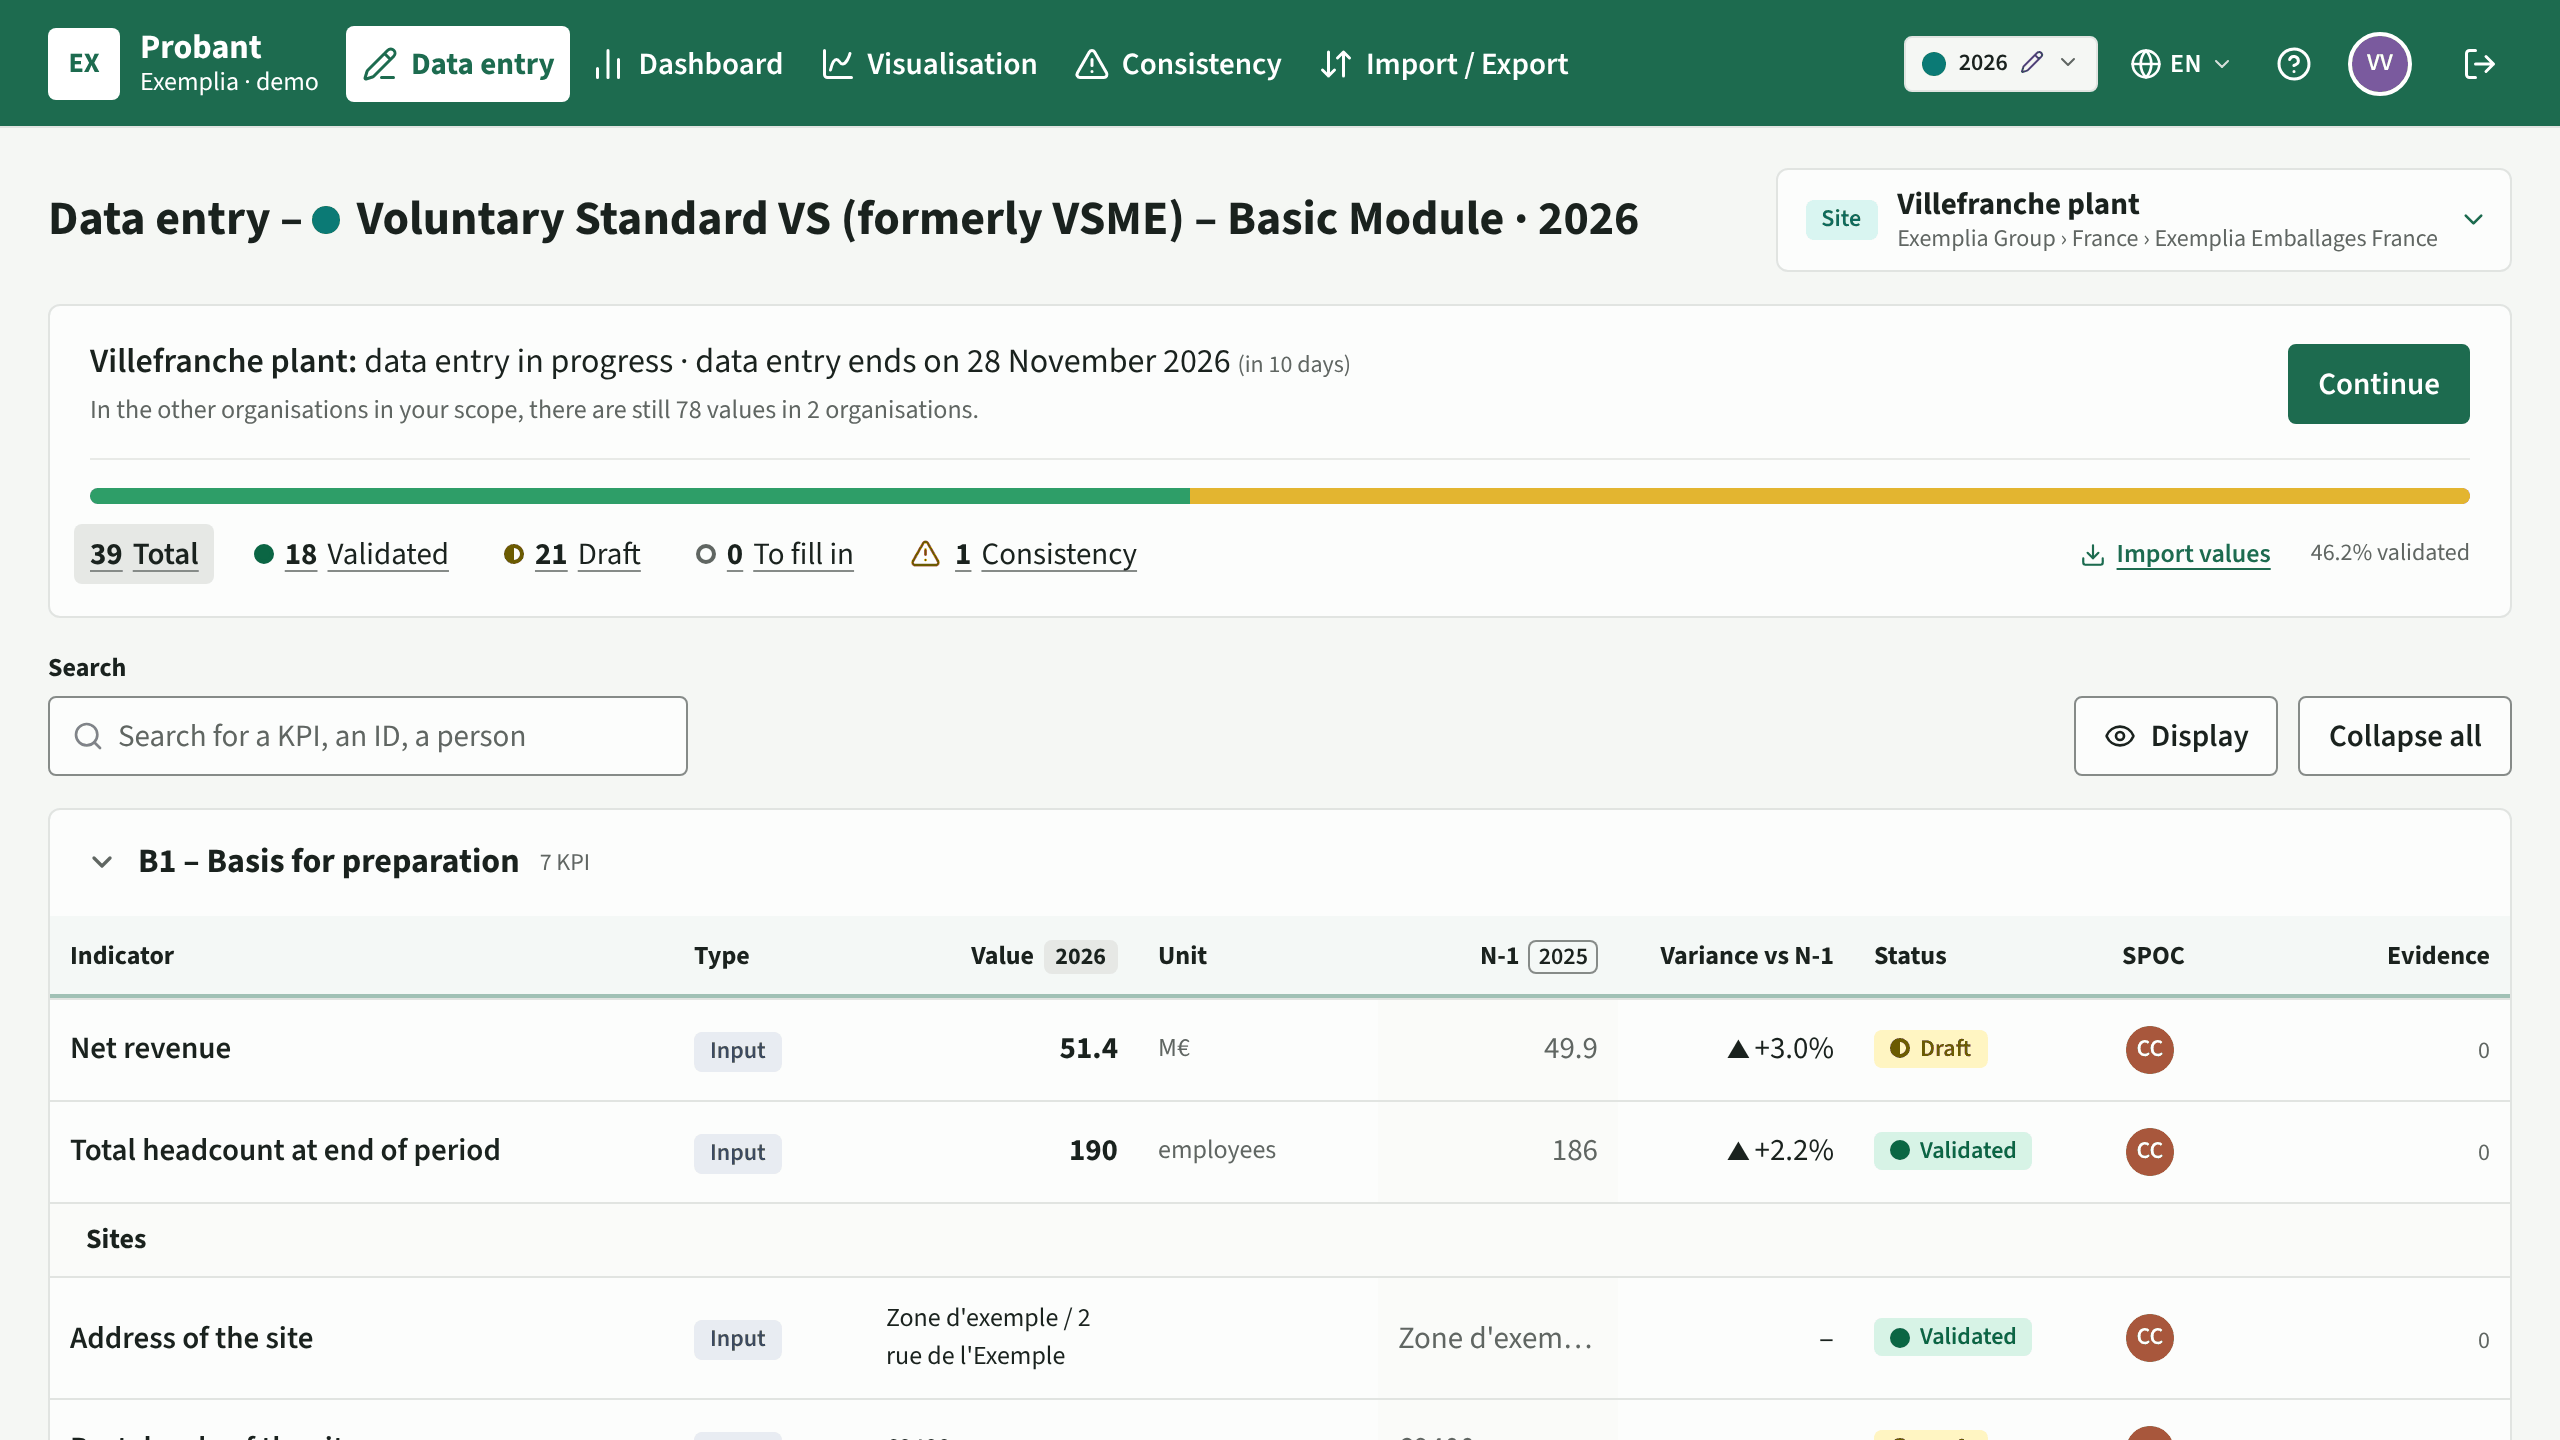 EX
Probant
Exemplia · demo
Data entry
Dashboard
Visualisation
Consistency
Import / Export
2026
EN
VV
Data entry – Voluntary Standard VS (formerly VSME) – Basic Module · 2026
Site
Villefranche plant
Exemplia Group › France › Exemplia Emballages France
Villefranche plant: data entry in progress · data entry ends on 28 November 2026 (in 10 days)
In the other organisations in your scope, there are still 78 values in 2 organisations.
Continue
39 Total
18 Validated
21 Draft
0 To fill in
1 Consistency
Import values
46.2% validated
Search
Search for a KPI, an ID, a person
Display
Collapse all
B1 – Basis for preparation 7 KPI
Indicator Type Value 2026 Unit N-1 2025 Variance vs N-1 Status SPOC Evidence
Net revenue Input 51.4 M€ 49.9 ▲+3.0% Draft CC 0
Total headcount at end of period Input 190 employees 186 ▲+2.2% Validated CC 0
Sites
Address of the site Input Zone d'exemple / 2
rue de l'Exemple
Zone d'exem… – Validated CC 0